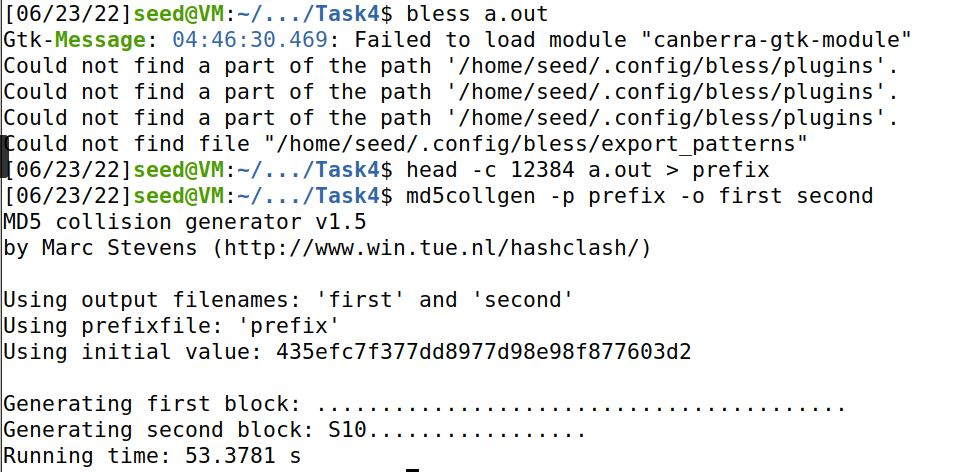 [06/23/22]seed@VM:~/.../Task4$ bless a.out
Gtk-Message: 04:46:30.469: Failed to load module "canberra-gtk-module"
Could not find a part of the path '/home/seed/.config/bless/plugins'.
Could not find a part of the path '/home/seed/.config/bless/plugins'.
Could not find a part of the path '/home/seed/.config/bless/plugins'.
Could not find file "/home/seed/.config/bless/export_patterns"
[06/23/22]seed@VM:~/.../Task4$ head -c 12384 a.out > prefix
[06/23/22]seed@VM:~/.../Task4$ md5collgen -p prefix -o first second
MD5 collision generator v1.5
by Marc Stevens (http://www.win.tue.nl/hashclash/)

Using output filenames: 'first' and 'second'
Using prefixfile: 'prefix'
Using initial value: 435efc7f377dd8977d98e98f877603d2

Generating first block: .........................................
Generating second block: S10.................
Running time: 53.3781 s